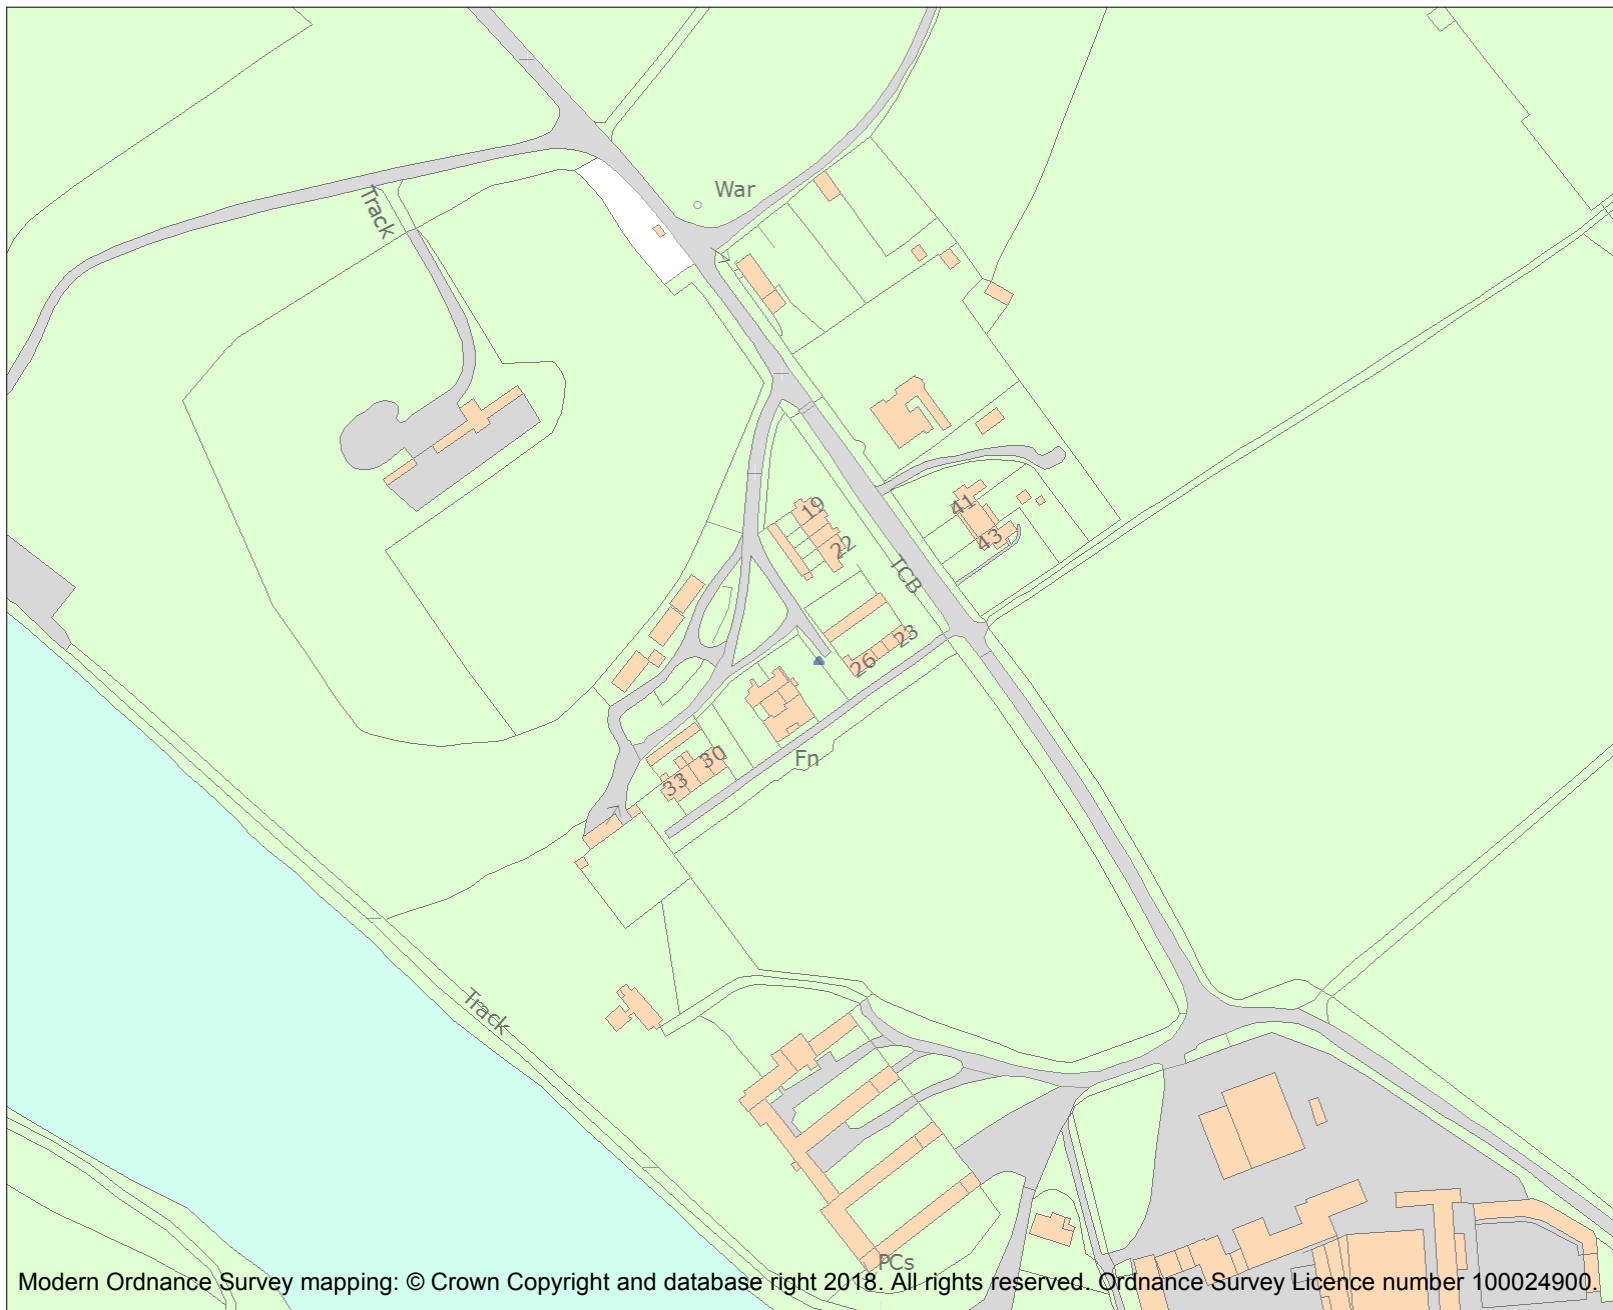 War
Track
19
41
22
43
TCB
23
26
Fn
30
33
Track
PCs
Modern Ordnance Survey mapping: © Crown Copyright and database right 2018. All rights reserved. Ordnance Survey Licence number 100024900.